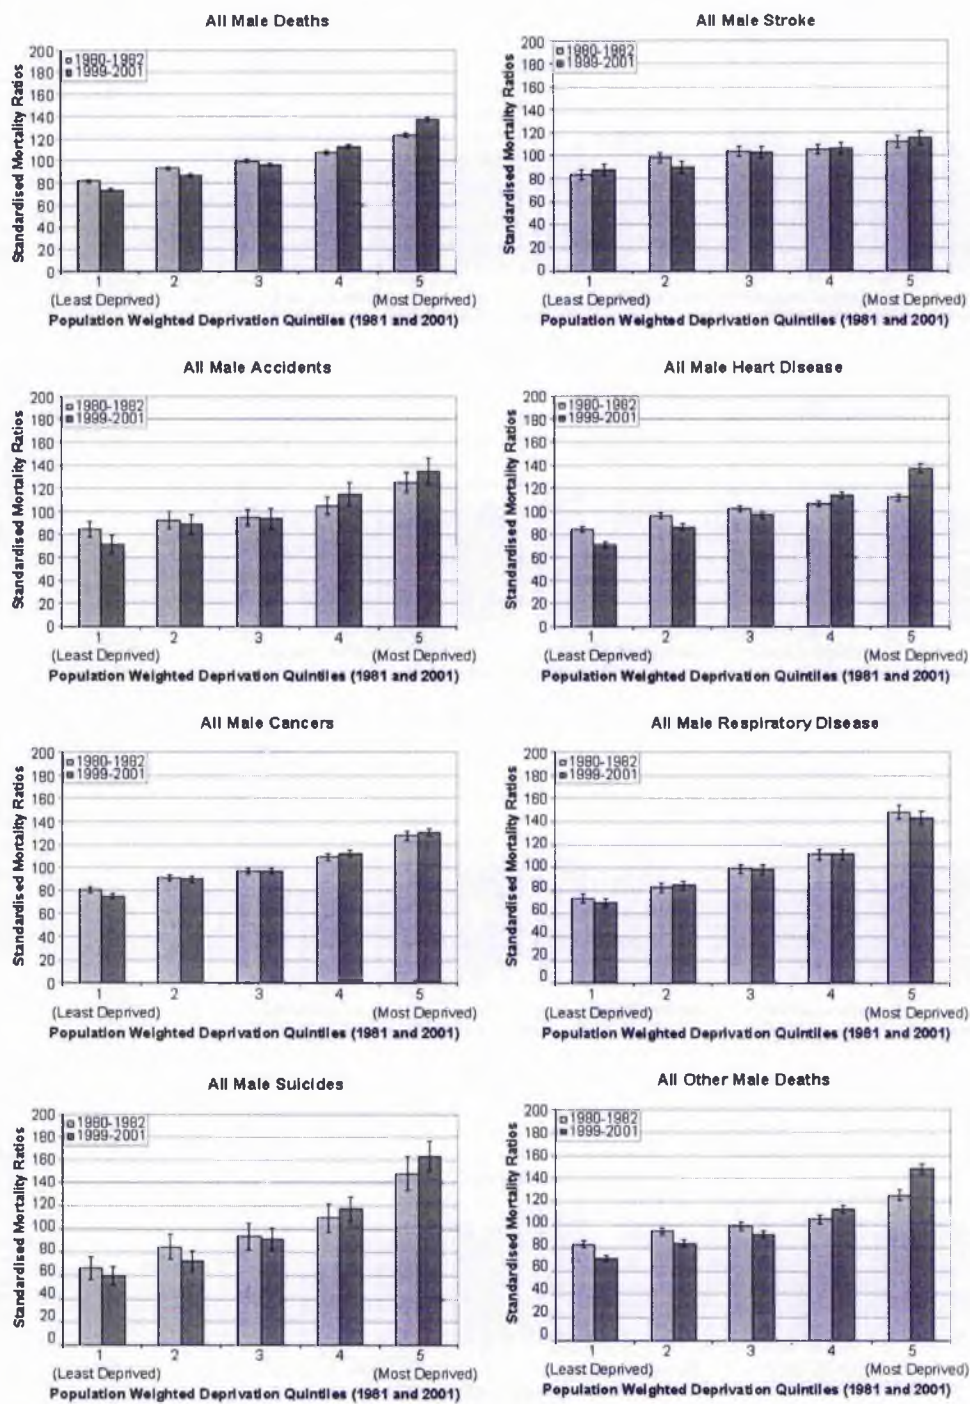 All Male Deaths
Standardised Mortality Ratios
200
180
160
140
120
100
80
60
40
20
0
1980-1982
1999-2001
1 2 3 4 5
(Least Deprived) (Most Deprived)
Population Weighted Deprivation Quintiles (1981 and 2001)
All Male Stroke
Standardised Mortality Ratios
200
180
160
140
120
100
80
60
40
20
0
1980-1982
1999-2001
1 2 3 4 5
(Least Deprived) (Most Deprived)
Population Weighted Deprivation Quintiles (1981 and 2001)
All Male Accidents
Standardised Mortality Ratios
200
180
160
140
120
100
80
60
40
20
0
1980-1982
1999-2001
1 2 3 4 5
(Least Deprived) (Most Deprived)
Population Weighted Deprivation Quintiles (1981 and 2001)
All Male Heart Disease
Standardised Mortality Ratios
200
180
160
140
120
100
80
60
40
20
0
1980-1982
1999-2001
1 2 3 4 5
(Least Deprived) (Most Deprived)
Population Weighted Deprivation Quintiles (1981 and 2001)
All Male Cancers
Standardised Mortality Ratios
200
180
160
140
120
100
80
60
40
20
0
1980-1982
1999-2001
1 2 3 4 5
(Least Deprived) (Most Deprived)
Population Weighted Deprivation Quintiles (1981 and 2001)
All Male Respiratory Disease
Standardised Mortality Ratios
200
180
160
140
120
100
80
60
40
20
0
1980-1982
1999-2001
1 2 3 4 5
(Least Deprived) (Most Deprived)
Population Weighted Deprivation Quintiles (1981 and 2001)
All Male Suicides
Standardised Mortality Ratios
200
180
160
140
120
100
80
60
40
20
0
1980-1982
1999-2001
1 2 3 4 5
(Least Deprived) (Most Deprived)
Population Weighted Deprivation Quintiles (1981 and 2001)
All Other Male Deaths
Standardised Mortality Ratios
200
180
160
140
120
100
80
60
40
20
0
1980-1982
1999-2001
1 2 3 4 5
(Least Deprived) (Most Deprived)
Population Weighted Deprivation Quintiles (1981 and 2001)